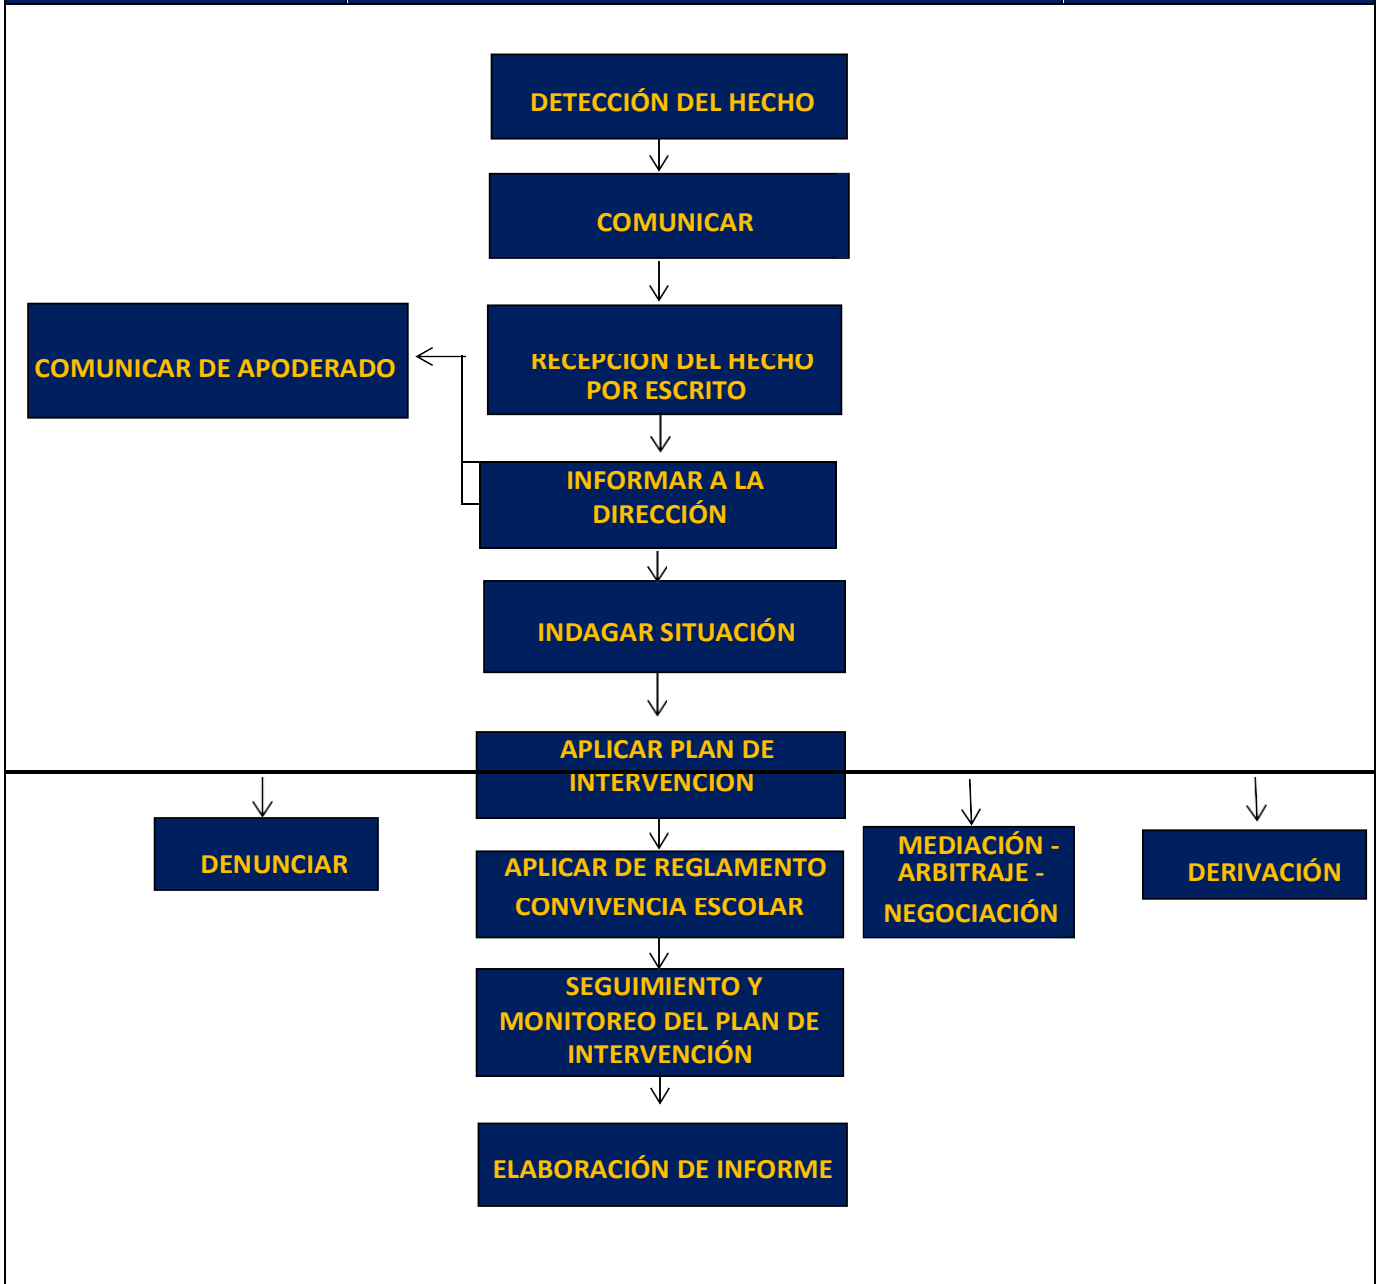 DETECCIÓN DEL HECHO
COMUNICAR
COMUNICAR DE APODERADO
RECEPCIÓN DEL HECHO
POR ESCRITO
INFORMAR A LA
DIRECCIÓN
INDAGAR SITUACIÓN
APLICAR PLAN DE
INTERVENCIÓN
DENUNCIAR
APLICAR DE REGLAMENTO
CONVIVENCIA ESCOLAR
MEDIACIÓN -
ARBITRAJE -
NEGOCIACIÓN
DERIVACIÓN
SEGUIMIENTO Y
MONITOREO DEL PLAN DE
INTERVENCIÓN
ELABORACIÓN DE INFORME